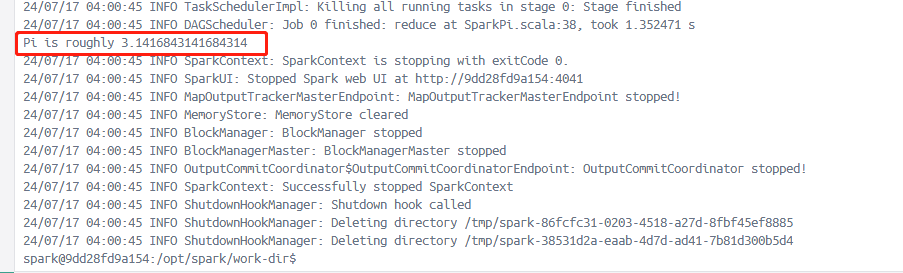 24/07/17 04:00:45 INFO TaskSchedulerImpl: Killing all running tasks in stage 0: Stage finished
24/07/17 04:00:45 INFO DAGScheduler: Job 0 finished: reduce at SparkPi.scala:38, took 1.352471 s
Pi is roughly 3.1416843141684314
24/07/17 04:00:45 INFO SparkContext: SparkContext is stopping with exitCode 0.
24/07/17 04:00:45 INFO SparkUI: Stopped Spark web UI at http://9dd28fd9a154:4041
24/07/17 04:00:45 INFO MapOutputTrackerMasterEndpoint: MapOutputTrackerMasterEndpoint stopped!
24/07/17 04:00:45 INFO MemoryStore: MemoryStore cleared
24/07/17 04:00:45 INFO BlockManager: BlockManager stopped
24/07/17 04:00:45 INFO BlockManagerMaster: BlockManagerMaster stopped
24/07/17 04:00:45 INFO OutputCommitCoordinator$OutputCommitCoordinatorEndpoint: OutputCommitCoordinator stopped!
24/07/17 04:00:45 INFO SparkContext: Successfully stopped SparkContext
24/07/17 04:00:45 INFO ShutdownHookManager: Shutdown hook called
24/07/17 04:00:45 INFO ShutdownHookManager: Deleting directory /tmp/spark-86fcfc31-0203-4518-a27d-8fbf45ef8885
24/07/17 04:00:45 INFO ShutdownHookManager: Deleting directory /tmp/spark-38531d2a-eaab-4d7d-ad41-7b81d300b5d4
spark@9dd28fd9a154:/opt/spark/work-dir$